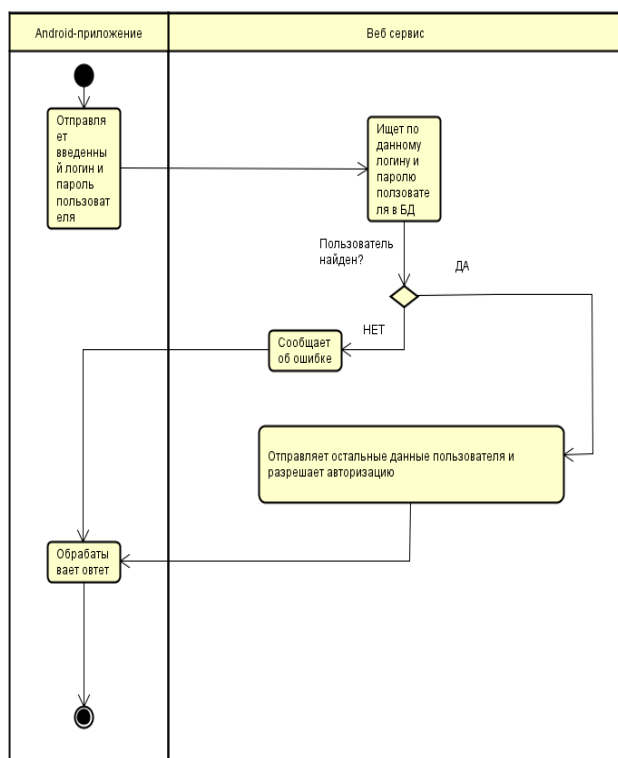 Android-приложение
Веб сервис
Отправля
ет
введенны
й логин и
пароль
пользоват
еля
Ищет по
данному
логину и
паролю
ползовате
ля в БД
Пользователь
найден?
ДА
НЕТ
Сообщает
об ошибке
Отправляет остальные данные пользователя и
разрешает авторизацию
Обрабаты
вает овтет